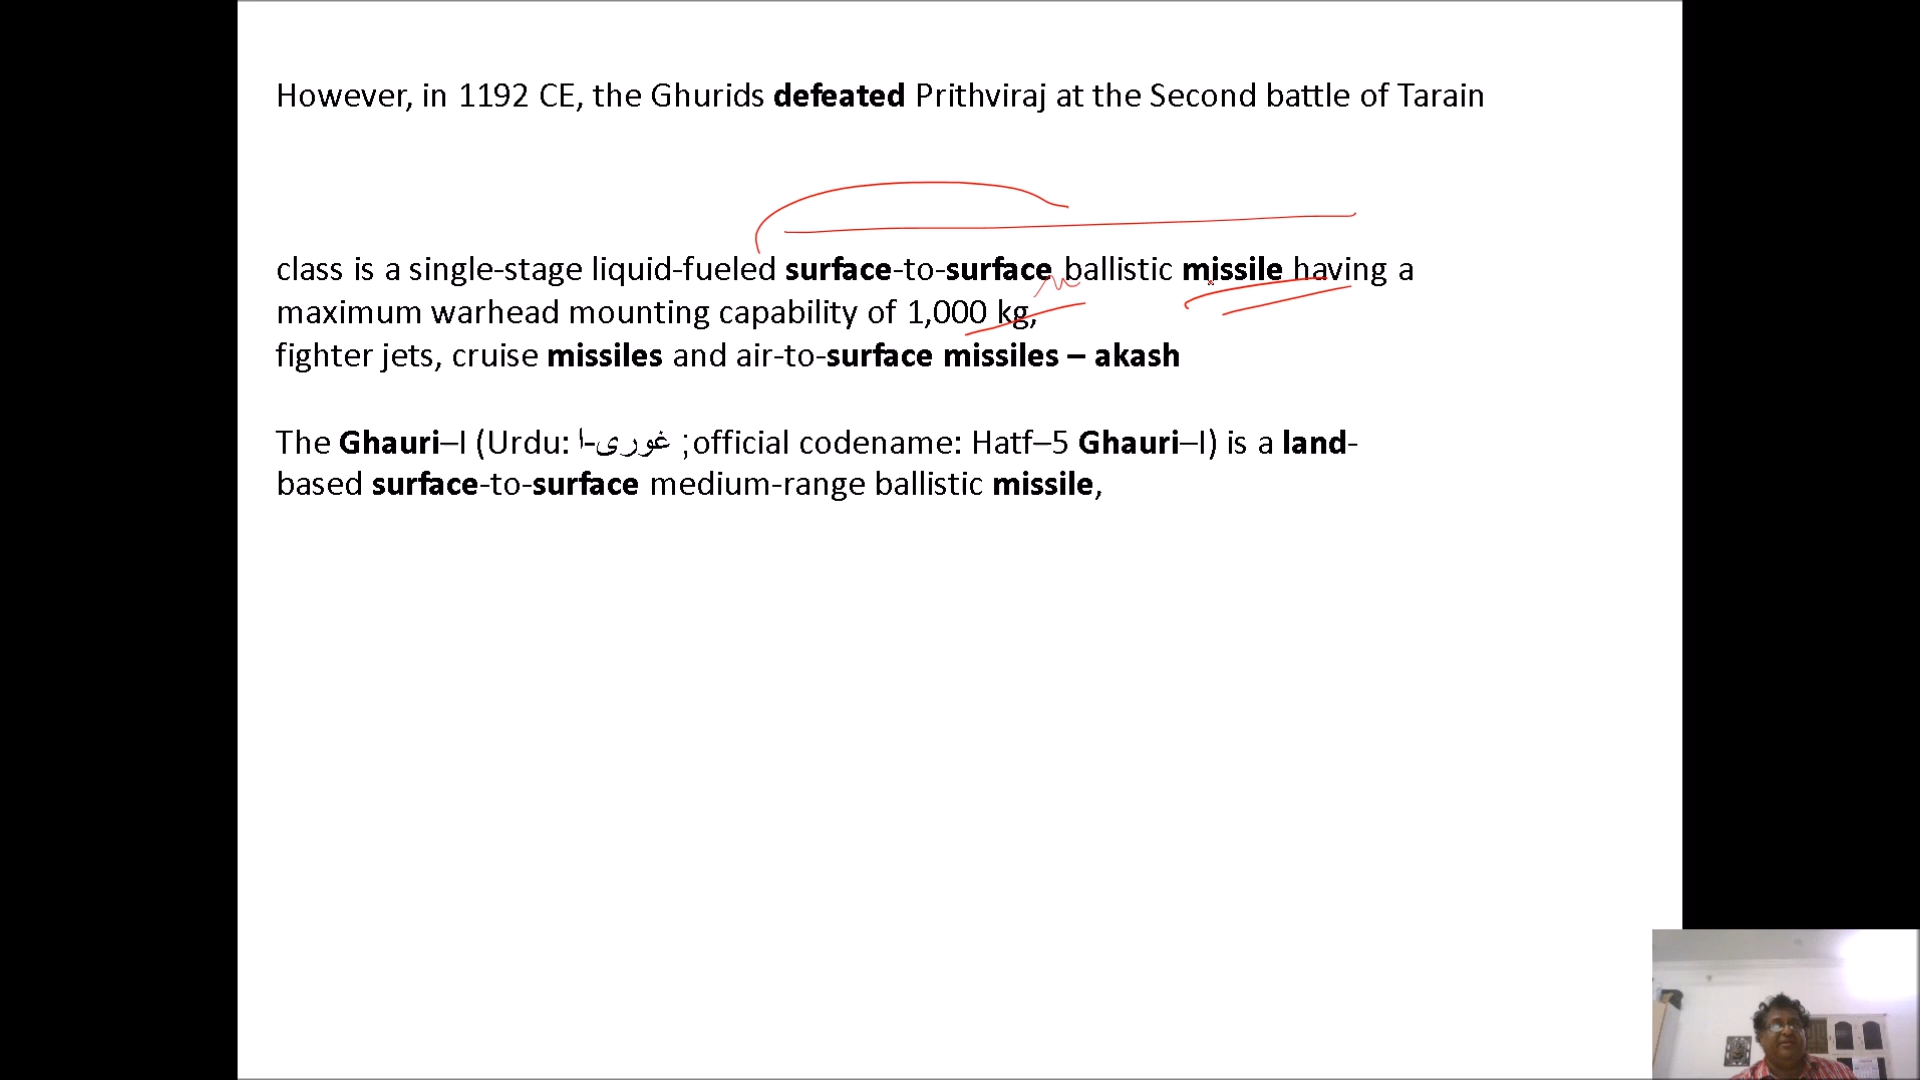 However, in 1192 CE, the Ghurids defeated Prithviraj at the Second battle of Tarain
class is a single-stage liquid-fueled surface-to-surface ballistic missile having a
maximum warhead mounting capability of 1,000 kg,
fighter jets, cruise missiles and air-to-surface missiles – akash
The Ghauri–I (Urdu: غوری-ا; official codename: Hatf–5 Ghauri–I) is a land-
based surface-to-surface medium-range ballistic missile,